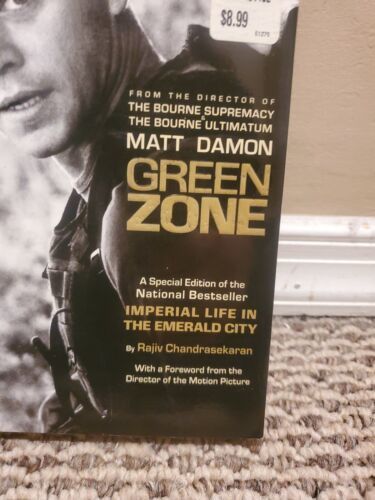 $8.99
FROM THE DIRECTOR OF
THE BOURNE SUPREMACY
&
THE BOURNE ULTIMATUM
MATT DAMON
GREEN
ZONE
A Special Edition of the
National Bestseller
IMPERIAL LIFE IN
THE EMERALD CITY
By Rajiv Chandrasekaran
With a Foreword from the
Director of the Motion Picture